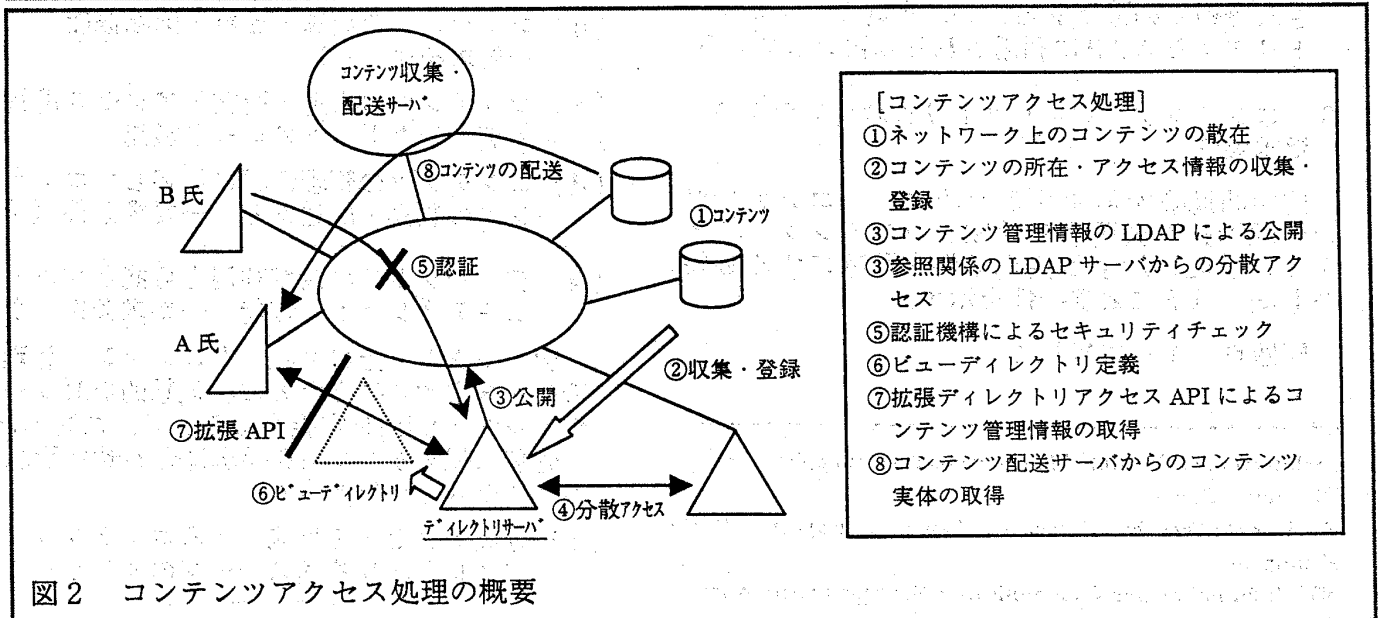 コンテンツ収集・
配送サーバ
⑧コンテンツの配送
B 氏
①コンテンツ
⑤認証
A 氏
②収集・登録
③公開
⑦拡張 API
⑥ビューディレクトリ
④分散アクセス
ディレクトリサーバ
[コンテンツアクセス処理]
①ネットワーク上のコンテンツの散在
②コンテンツの所在・アクセス情報の収集・
登録
③コンテンツ管理情報の LDAP による公開
③参照関係の LDAP サーバからの分散アク
セス
⑤認証機構によるセキュリティチェック
⑥ビューディレクトリ定義
⑦拡張ディレクトリアクセス API によるコ
ンテンツ管理情報の取得
⑧コンテンツ配送サーバからのコンテンツ
実体の取得
図２　コンテンツアクセス処理の概要